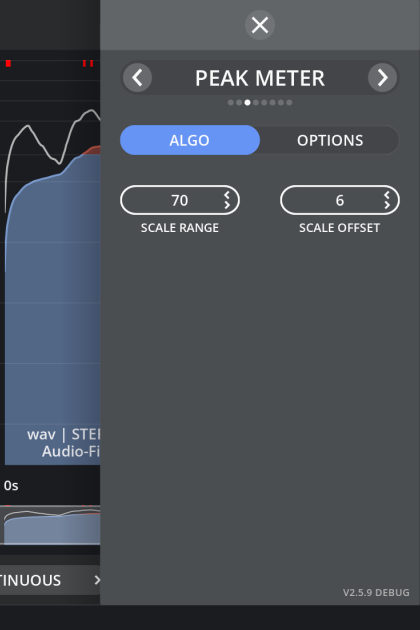 PEAK METER
ALGO
OPTIONS
70
6
SCALE RANGE
SCALE OFFSET
wav | STE
Audio-Fi
0s
TINUOUS
V2.5.9 DEBUG